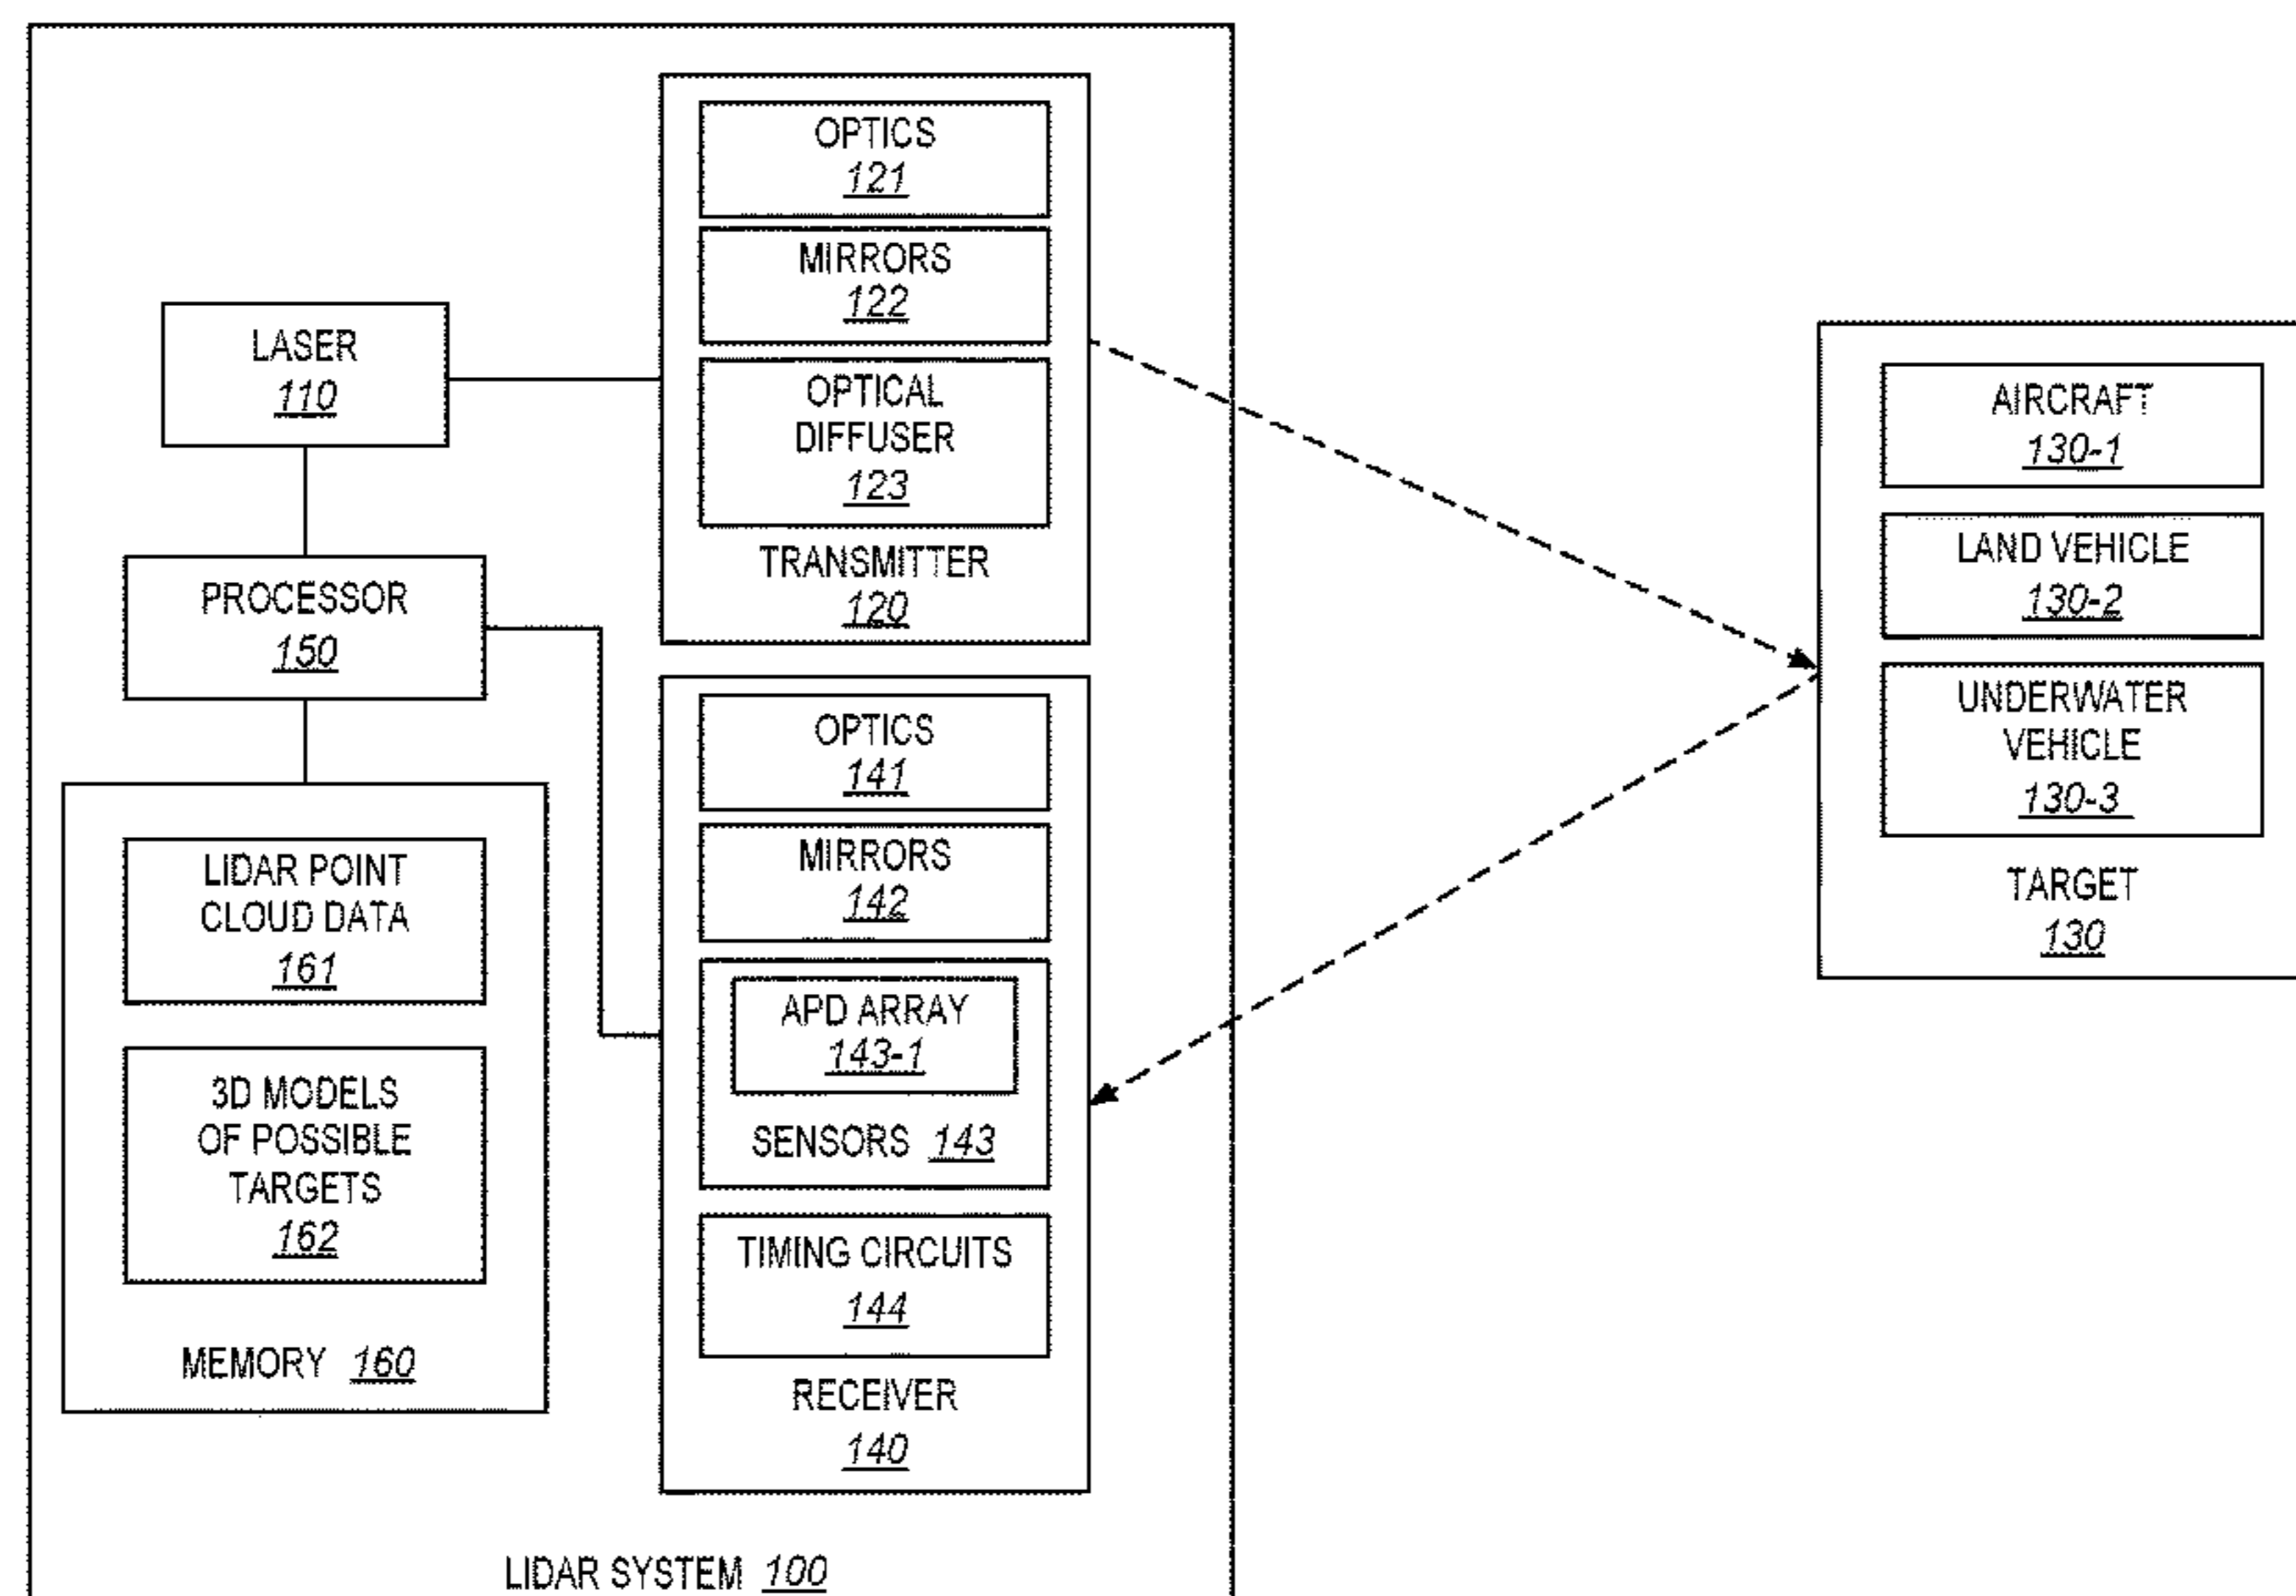 OPTICS
121
MIRRORS
122
OPTICAL
DIFFUSER
123
TRANSMITTER
120
LASER
110
PROCESSOR
150
LIDAR POINT
CLOUD DATA
161
3D MODELS
OF POSSIBLE
TARGETS
162
MEMORY 160
OPTICS
141
MIRRORS
142
APD ARRAY
143-1
SENSORS 143
TIMING CIRCUITS
144
RECEIVER
140
LIDAR SYSTEM 100
AIRCRAFT
130-1
LAND VEHICLE
130-2
UNDERWATER
VEHICLE
130-3
TARGET
130